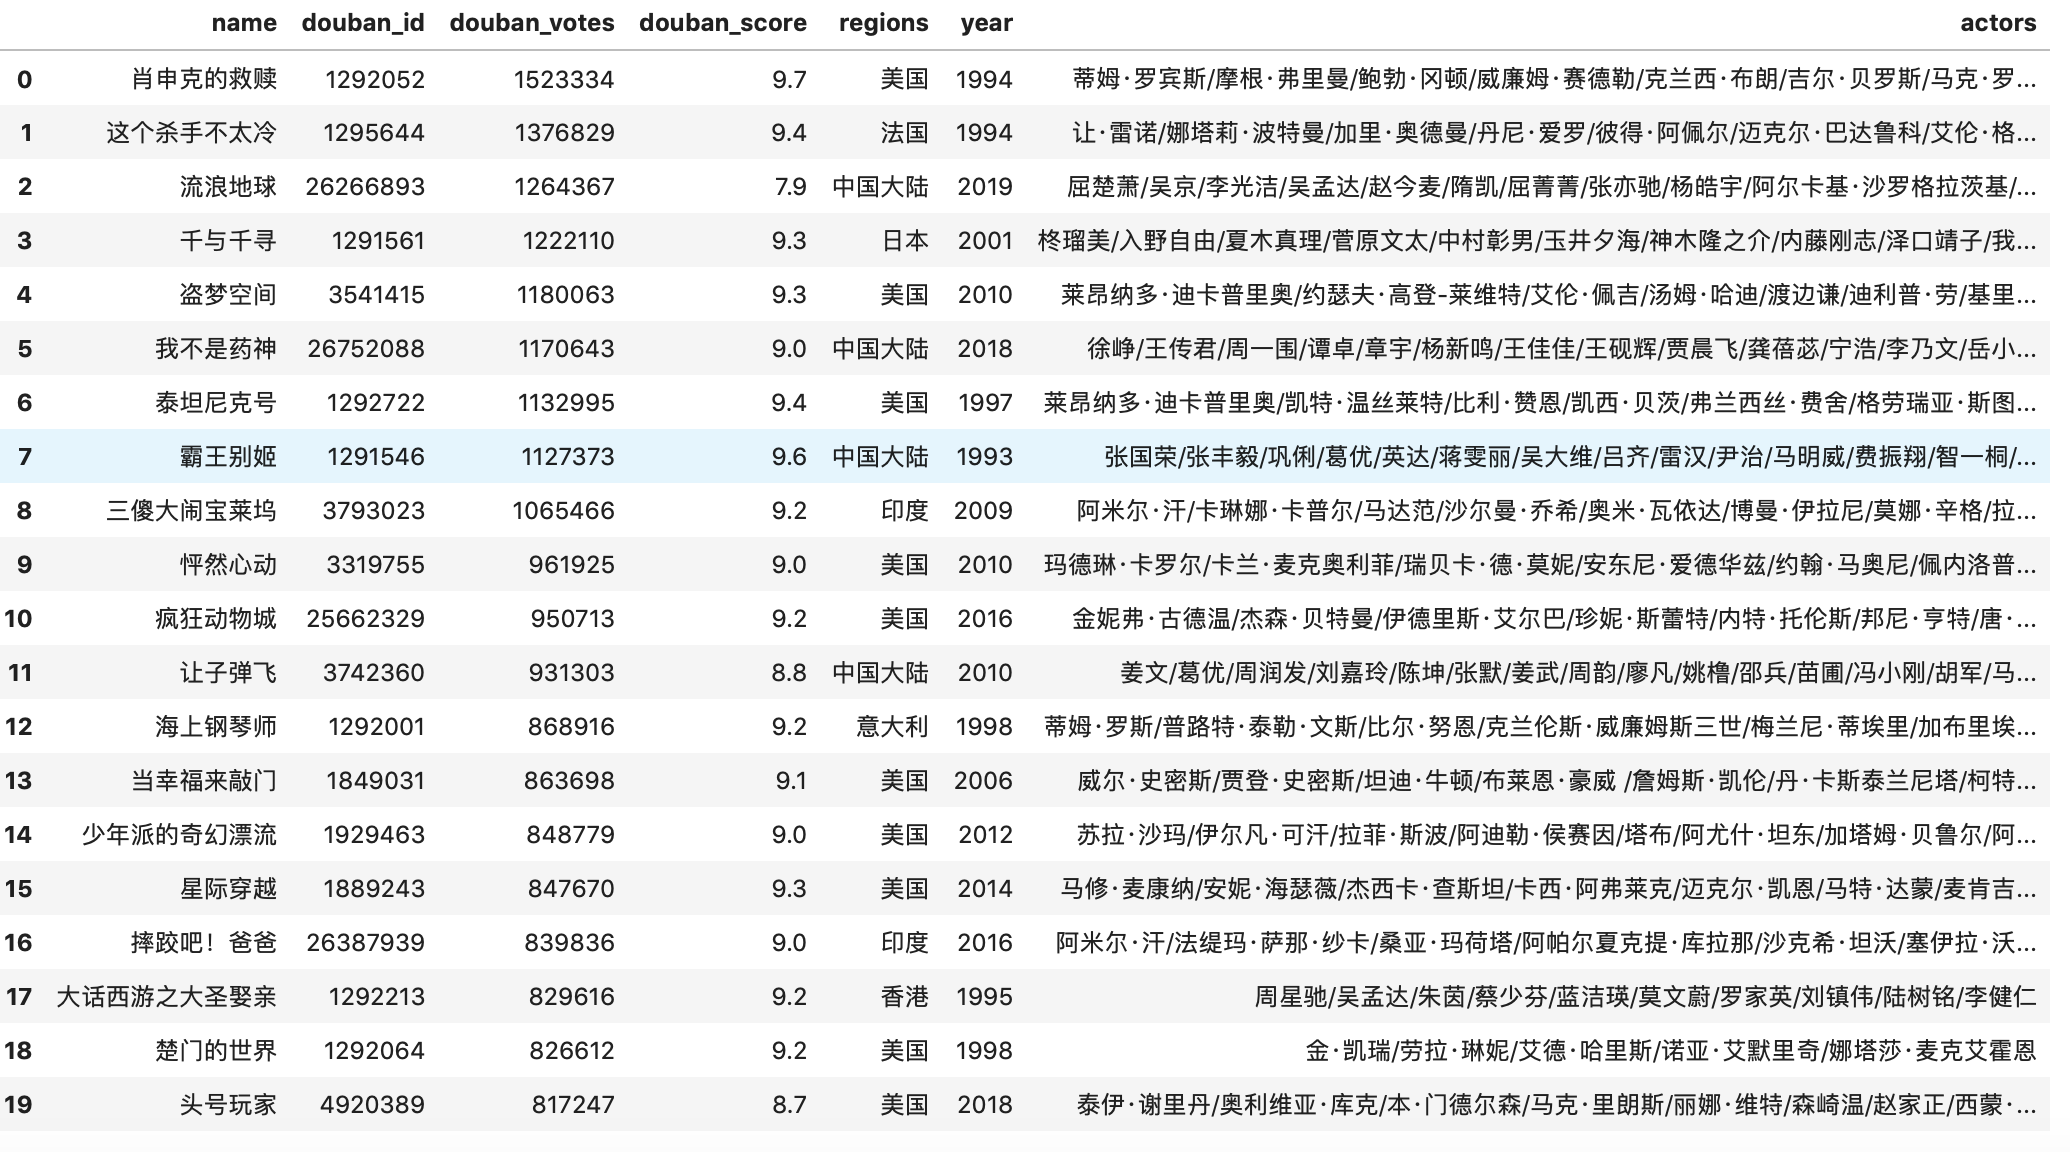 name douban_id douban_votes douban_score regions year actors
0 肖申克的救赎 1292052 1523334 9.7 美国 1994 蒂姆·罗宾斯/摩根·弗里曼/鲍勃·冈顿/威廉姆·赛德勒/克兰西·布朗/吉尔·贝罗斯/马克·罗...
1 这个杀手不太冷 1295644 1376829 9.4 法国 1994 让·雷诺/娜塔莉·波特曼/加里·奥德曼/丹尼·爱罗/彼得·阿佩尔/迈克尔·巴达鲁科/艾伦·格...
2 流浪地球 26266893 1264367 7.9 中国大陆 2019 屈楚萧/吴京/李光洁/吴孟达/赵今麦/隋凯/屈菁菁/张亦驰/杨皓宇/阿尔卡基·沙罗格拉茨基/...
3 千与千寻 1291561 1222110 9.3 日本 2001 柊瑠美/入野自由/夏木真理/菅原文太/中村彰男/玉井夕海/神木隆之介/内藤刚志/泽口靖子/我...
4 盗梦空间 3541415 1180063 9.3 美国 2010 莱昂纳多·迪卡普里奥/约瑟夫·高登-莱维特/艾伦·佩吉/汤姆·哈迪/渡边谦/迪利普·劳/基里...
5 我不是药神 26752088 1170643 9.0 中国大陆 2018 徐峥/王传君/周一围/谭卓/章宇/杨新鸣/王佳佳/王砚辉/贾晨飞/龚蓓苾/宁浩/李乃文/岳小...
6 泰坦尼克号 1292722 1132995 9.4 美国 1997 莱昂纳多·迪卡普里奥/凯特·温丝莱特/比利·赞恩/凯西·贝茨/弗兰西丝·费舍/格劳瑞亚·斯图...
7 霸王别姬 1291546 1127373 9.6 中国大陆 1993 张国荣/张丰毅/巩俐/葛优/英达/蒋雯丽/吴大维/吕齐/雷汉/尹治/马明威/费振翔/智一桐/...
8 三傻大闹宝莱坞 3793023 1065466 9.2 印度 2009 阿米尔·汗/卡琳娜·卡普尔/马达范/沙尔曼·乔希/奥米·瓦依达/博曼·伊拉尼/莫娜·辛格/拉...
9 怦然心动 3319755 961925 9.0 美国 2010 玛德琳·卡罗尔/卡兰·麦克奥利菲/瑞贝卡·德·莫妮/安东尼·爱德华兹/约翰·马奥尼/佩内洛普...
10 疯狂动物城 25662329 950713 9.2 美国 2016 金妮弗·古德温/杰森·贝特曼/伊德里斯·艾尔巴/珍妮·斯蕾特/内特·托伦斯/邦尼·亨特/唐·...
11 让子弹飞 3742360 931303 8.8 中国大陆 2010 姜文/葛优/周润发/刘嘉玲/陈坤/张默/姜武/周韵/廖凡/姚橹/邵兵/苗圃/冯小刚/胡军/马...
12 海上钢琴师 1292001 868916 9.2 意大利 1998 蒂姆·罗斯/普路特·泰勒·文斯/比尔·努恩/克兰伦斯·威廉姆斯三世/梅兰尼·蒂埃里/加布里埃...
13 当幸福来敲门 1849031 863698 9.1 美国 2006 威尔·史密斯/贾登·史密斯/坦迪·牛顿/布莱恩·豪威 /詹姆斯·凯伦/丹·卡斯泰兰尼塔/柯特...
14 少年派的奇幻漂流 1929463 848779 9.0 美国 2012 苏拉·沙玛/伊尔凡·可汗/拉菲·斯波/阿迪勒·侯赛因/塔布/阿尤什·坦东/加塔姆·贝鲁尔/阿...
15 星际穿越 1889243 847670 9.3 美国 2014 马修·麦康纳/安妮·海瑟薇/杰西卡·查斯坦/卡西·阿弗莱克/迈克尔·凯恩/马特·达蒙/麦肯吉...
16 摔跤吧！爸爸 26387939 839836 9.0 印度 2016 阿米尔·汗/法缇玛·萨那·纱卡/桑亚·玛荷塔/阿帕尔夏克提·库拉那/沙克希·坦沃/塞伊拉·沃...
17 大话西游之大圣娶亲 1292213 829616 9.2 香港 1995 周星驰/吴孟达/朱茵/蔡少芬/蓝洁瑛/莫文蔚/罗家英/刘镇伟/陆树铭/李健仁
18 楚门的世界 1292064 826612 9.2 美国 1998 金·凯瑞/劳拉·琳妮/艾德·哈里斯/诺亚·艾默里奇/娜塔莎·麦克艾霍恩
19 头号玩家 4920389 817247 8.7 美国 2018 泰伊·谢里丹/奥利维亚·库克/本·门德尔森/马克·里朗斯/丽娜·维特/森崎温/赵家正/西蒙·...